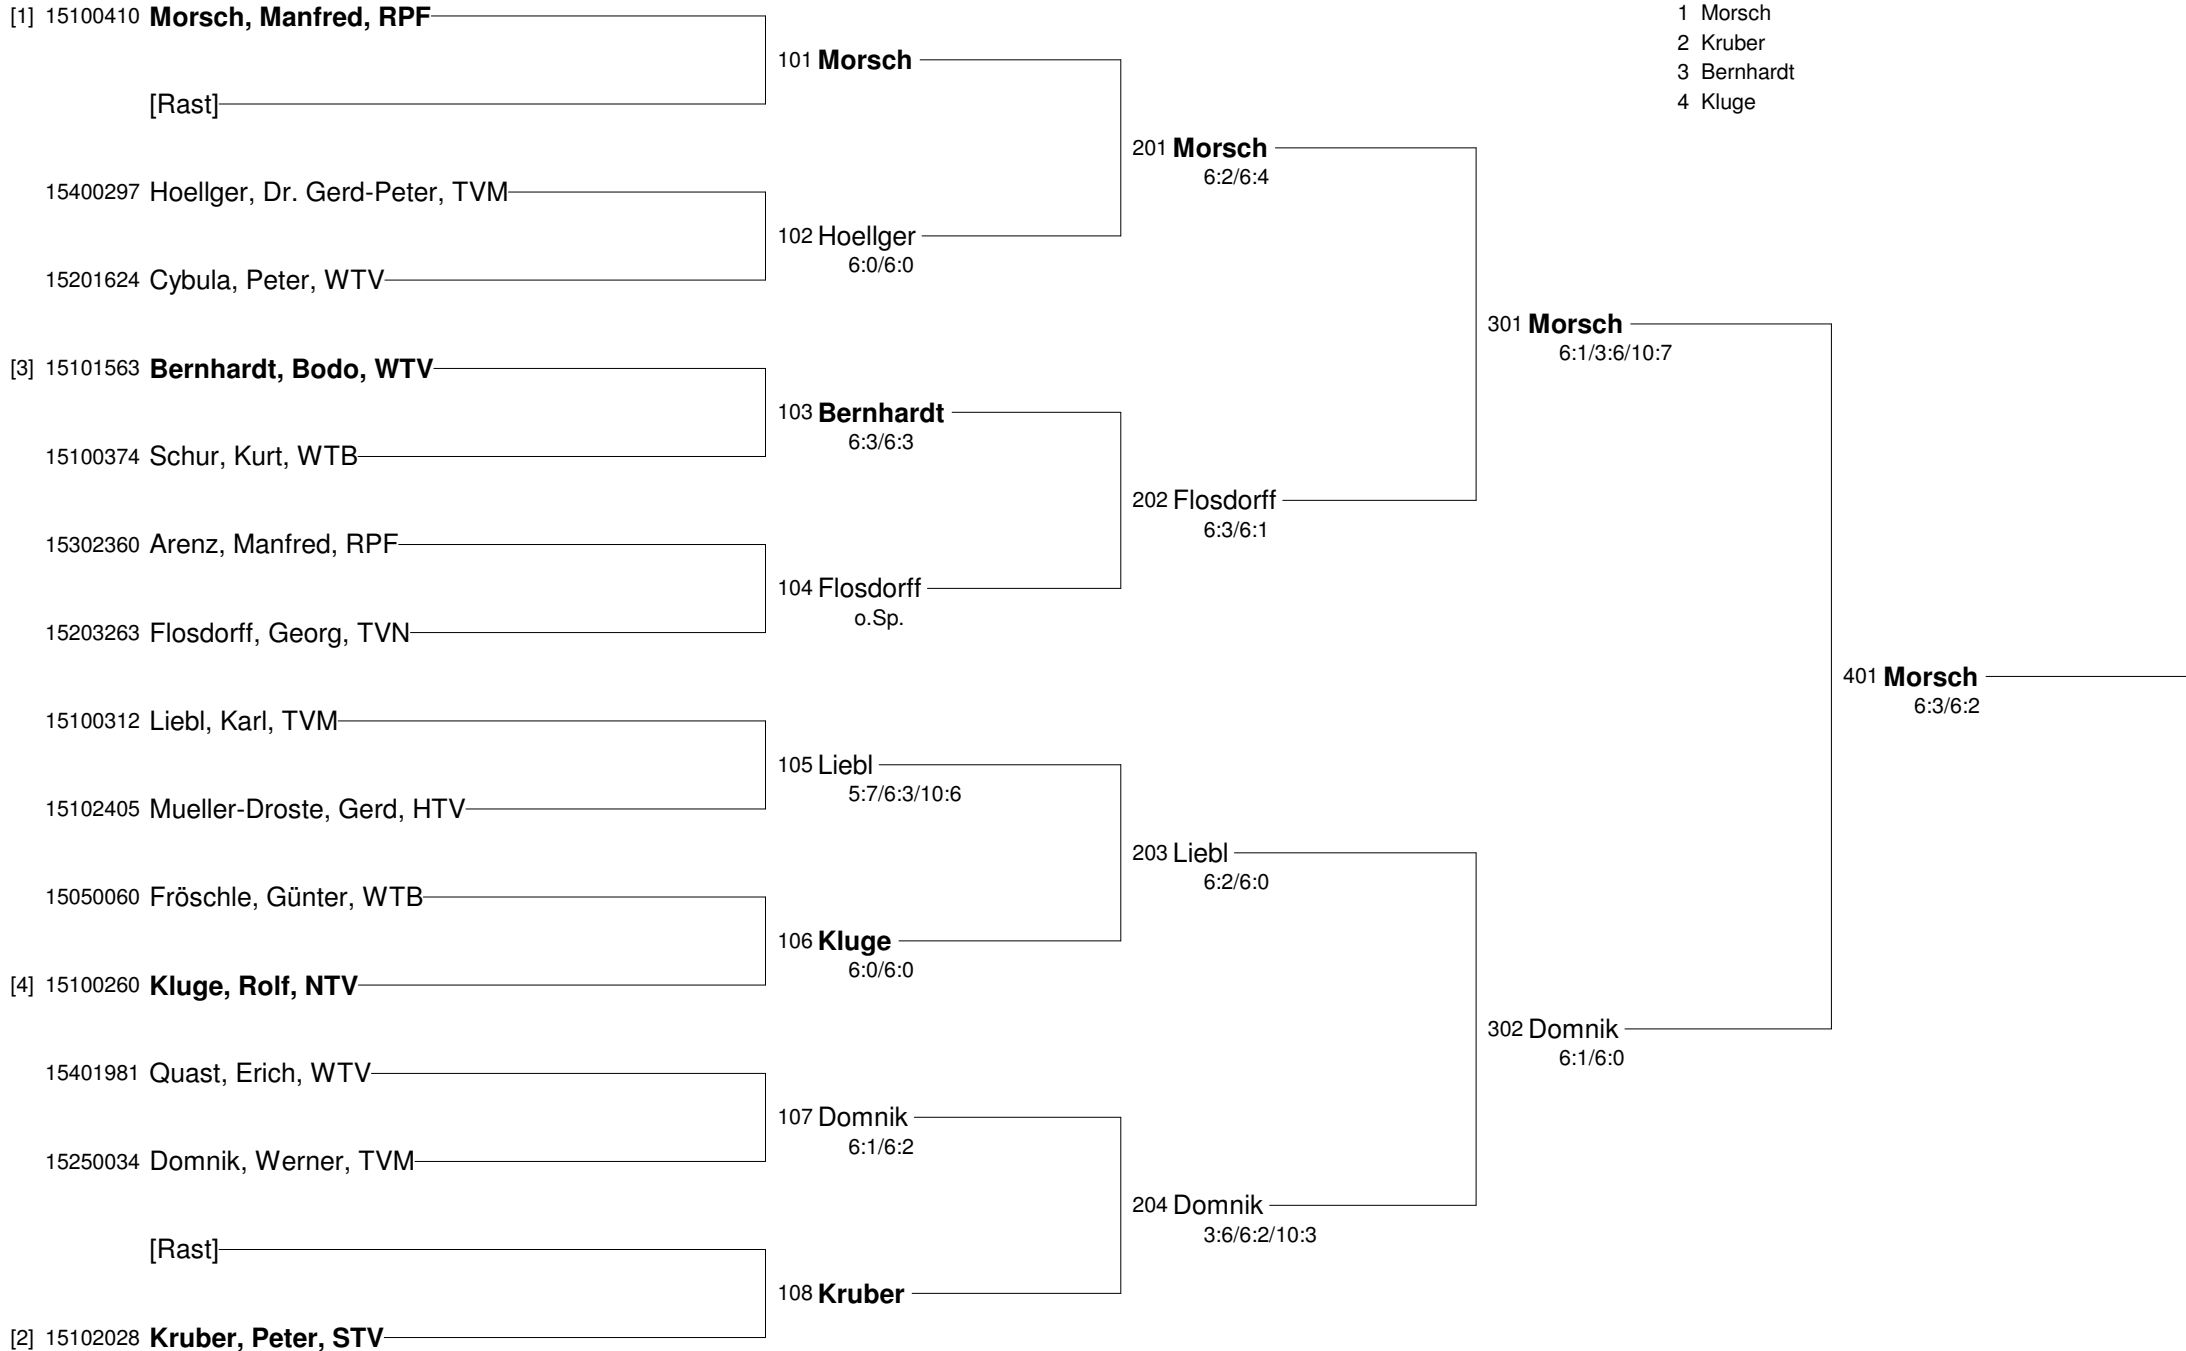 [1] 15100410 Morsch, Manfred, RPF
[Rast]
15400297 Hoellger, Dr. Gerd-Peter, TVM
15201624 Cybula, Peter, WTV
[3] 15101563 Bernhardt, Bodo, WTV
15100374 Schur, Kurt, WTB
15302360 Arenz, Manfred, RPF
15203263 Flosdorff, Georg, TVN
15100312 Liebl, Karl, TVM
15102405 Mueller-Droste, Gerd, HTV
15050060 Fröschle, Günter, WTB
[4] 15100260 Kluge, Rolf, NTV
15401981 Quast, Erich, WTV
15250034 Domnik, Werner, TVM
[Rast]
[2] 15102028 Kruber, Peter, STV
101 Morsch
102 Hoellger
6:0/6:0
103 Bernhardt
6:3/6:3
104 Flosdorff
o.Sp.
105 Liebl
5:7/6:3/10:6
106 Kluge
6:0/6:0
107 Domnik
6:1/6:2
108 Kruber
201 Morsch
6:2/6:4
202 Flosdorff
6:3/6:1
203 Liebl
6:2/6:0
204 Domnik
3:6/6:2/10:3
301 Morsch
6:1/3:6/10:7
302 Domnik
6:1/6:0
401 Morsch
6:3/6:2
1 Morsch
2 Kruber
3 Bernhardt
4 Kluge